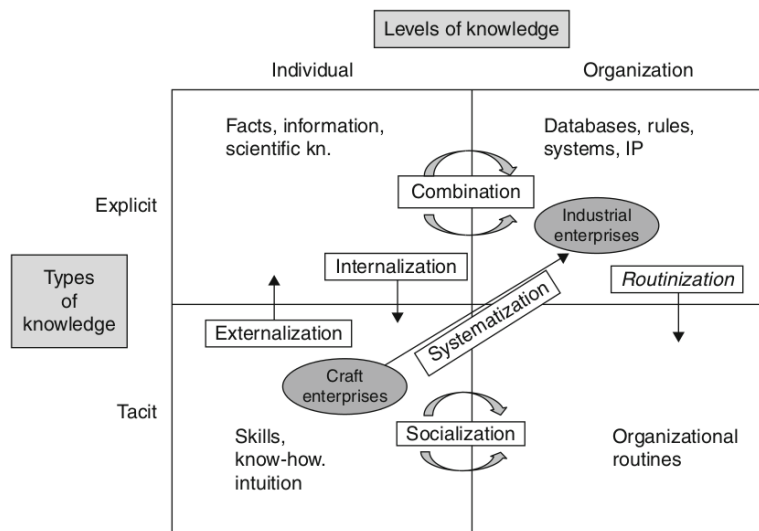 Levels of knowledge
Individual
Organization
Facts, information,
scientific kn.
Databases, rules,
systems, IP
Combination
Explicit
Industrial
enterprises
Internalization
Routinization
Types
of
knowledge
Externalization
Systematization
Craft
enterprises
Tacit
Socialization
Skills,
know-how.
intuition
Organizational
routines